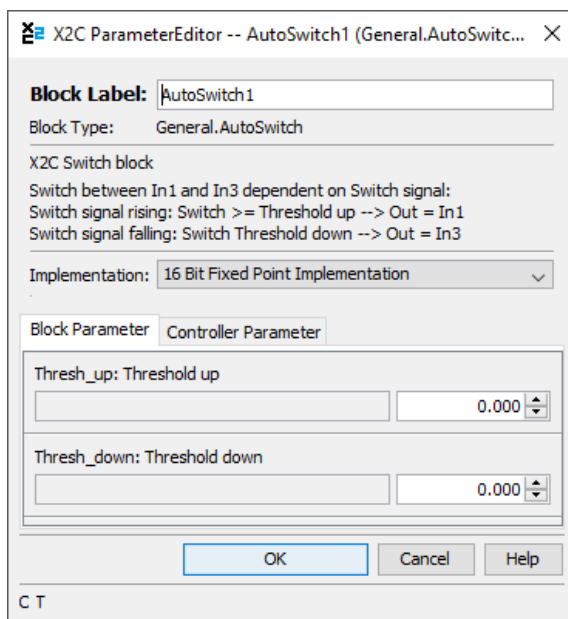 X2C ParameterEditor -- AutoSwitch1 (General.AutoSwitc...
Block Label: AutoSwitch1
Block Type: General.AutoSwitch
X2C Switch block
Switch between In1 and In3 dependent on Switch signal:
Switch signal rising: Switch >= Threshold up --> Out = In1
Switch signal falling: Switch Threshold down --> Out = In3
Implementation: 16 Bit Fixed Point Implementation
Block Parameter Controller Parameter
Thresh_up: Threshold up
0.000
Thresh_down: Threshold down
0.000
OK Cancel Help
C T